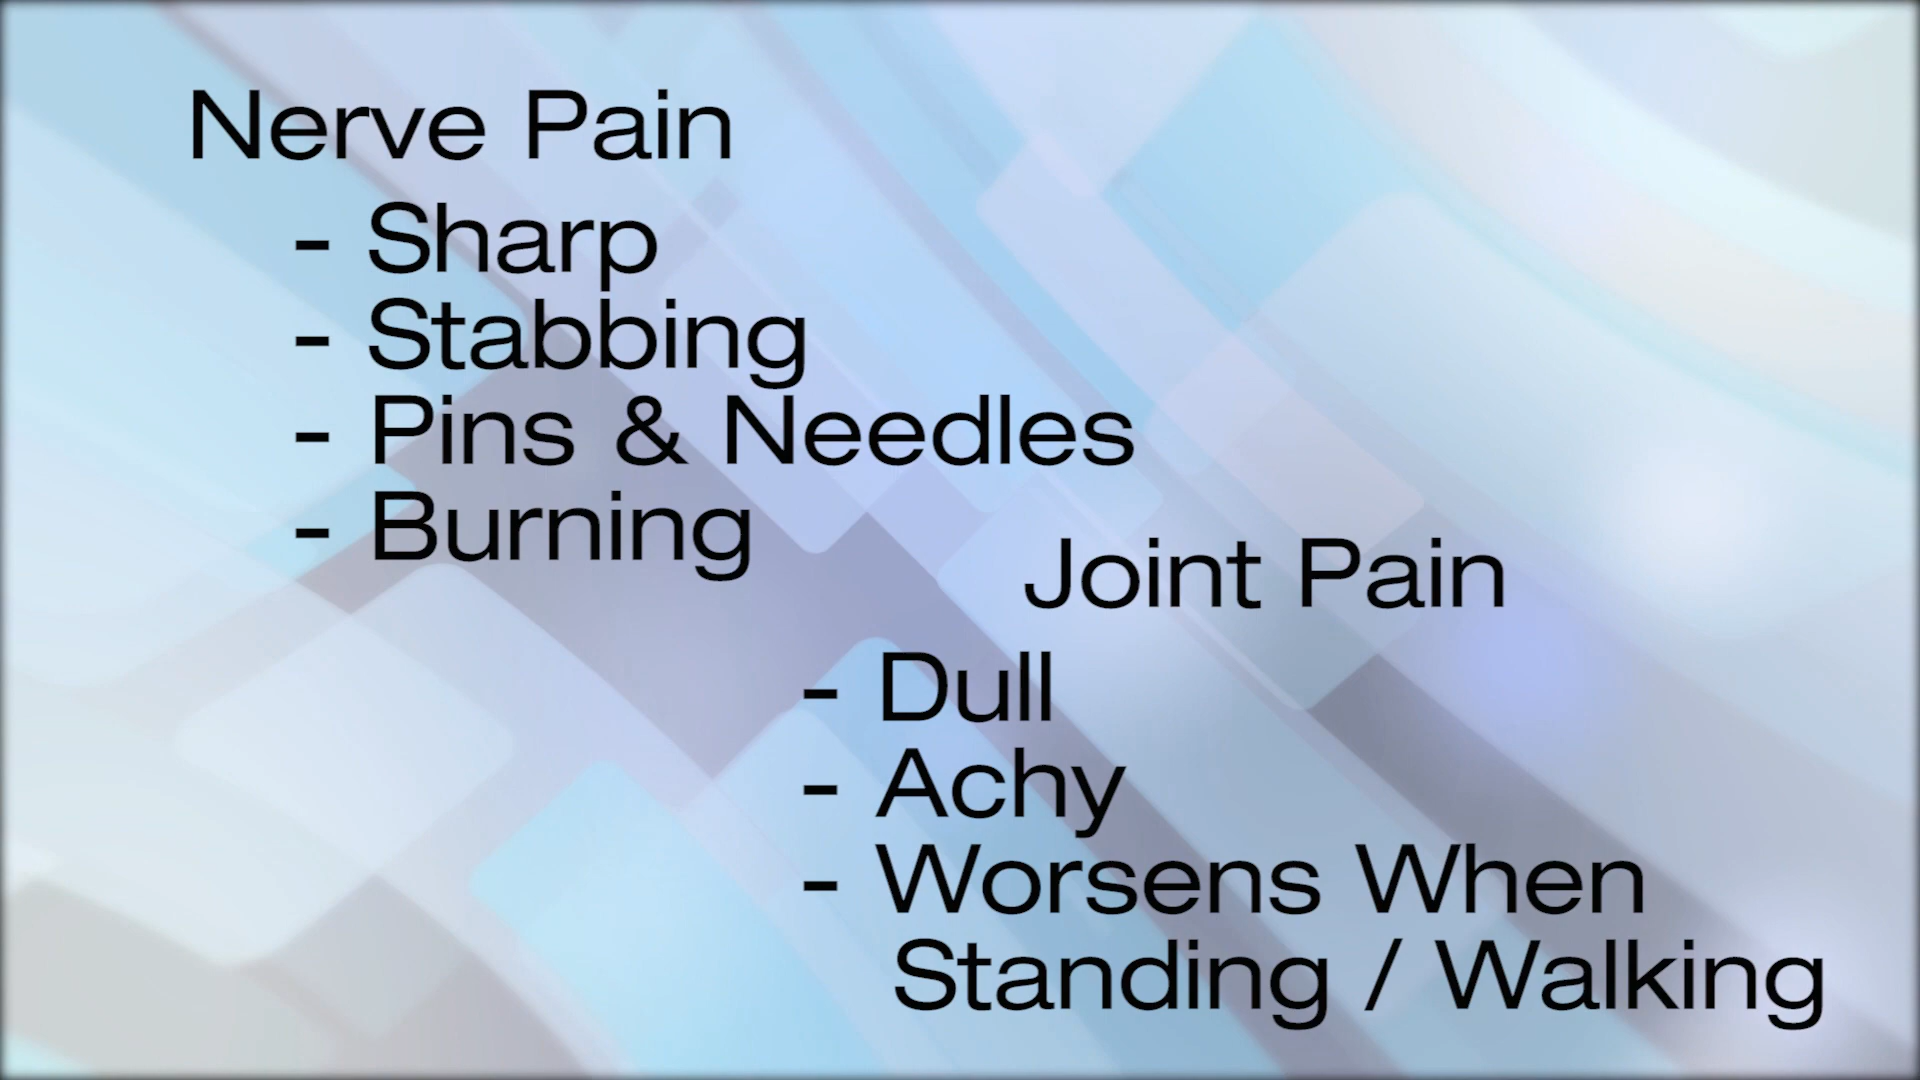 Nerve Pain
- Sharp
- Stabbing
- Pins & Needles
- Burning
Joint Pain
- Dull
- Achy
- Worsens When
Standing / Walking